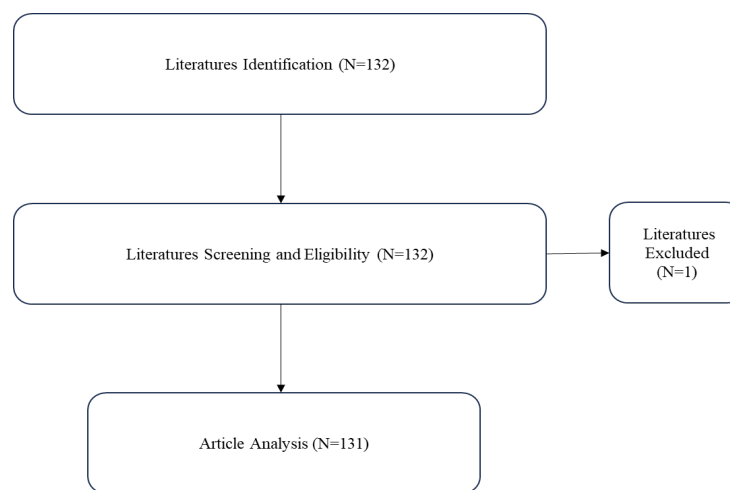 Literatures Identification (N=132)
Literatures Screening and Eligibility (N=132)
Literatures
Excluded
(N=1)
Article Analysis (N=131)